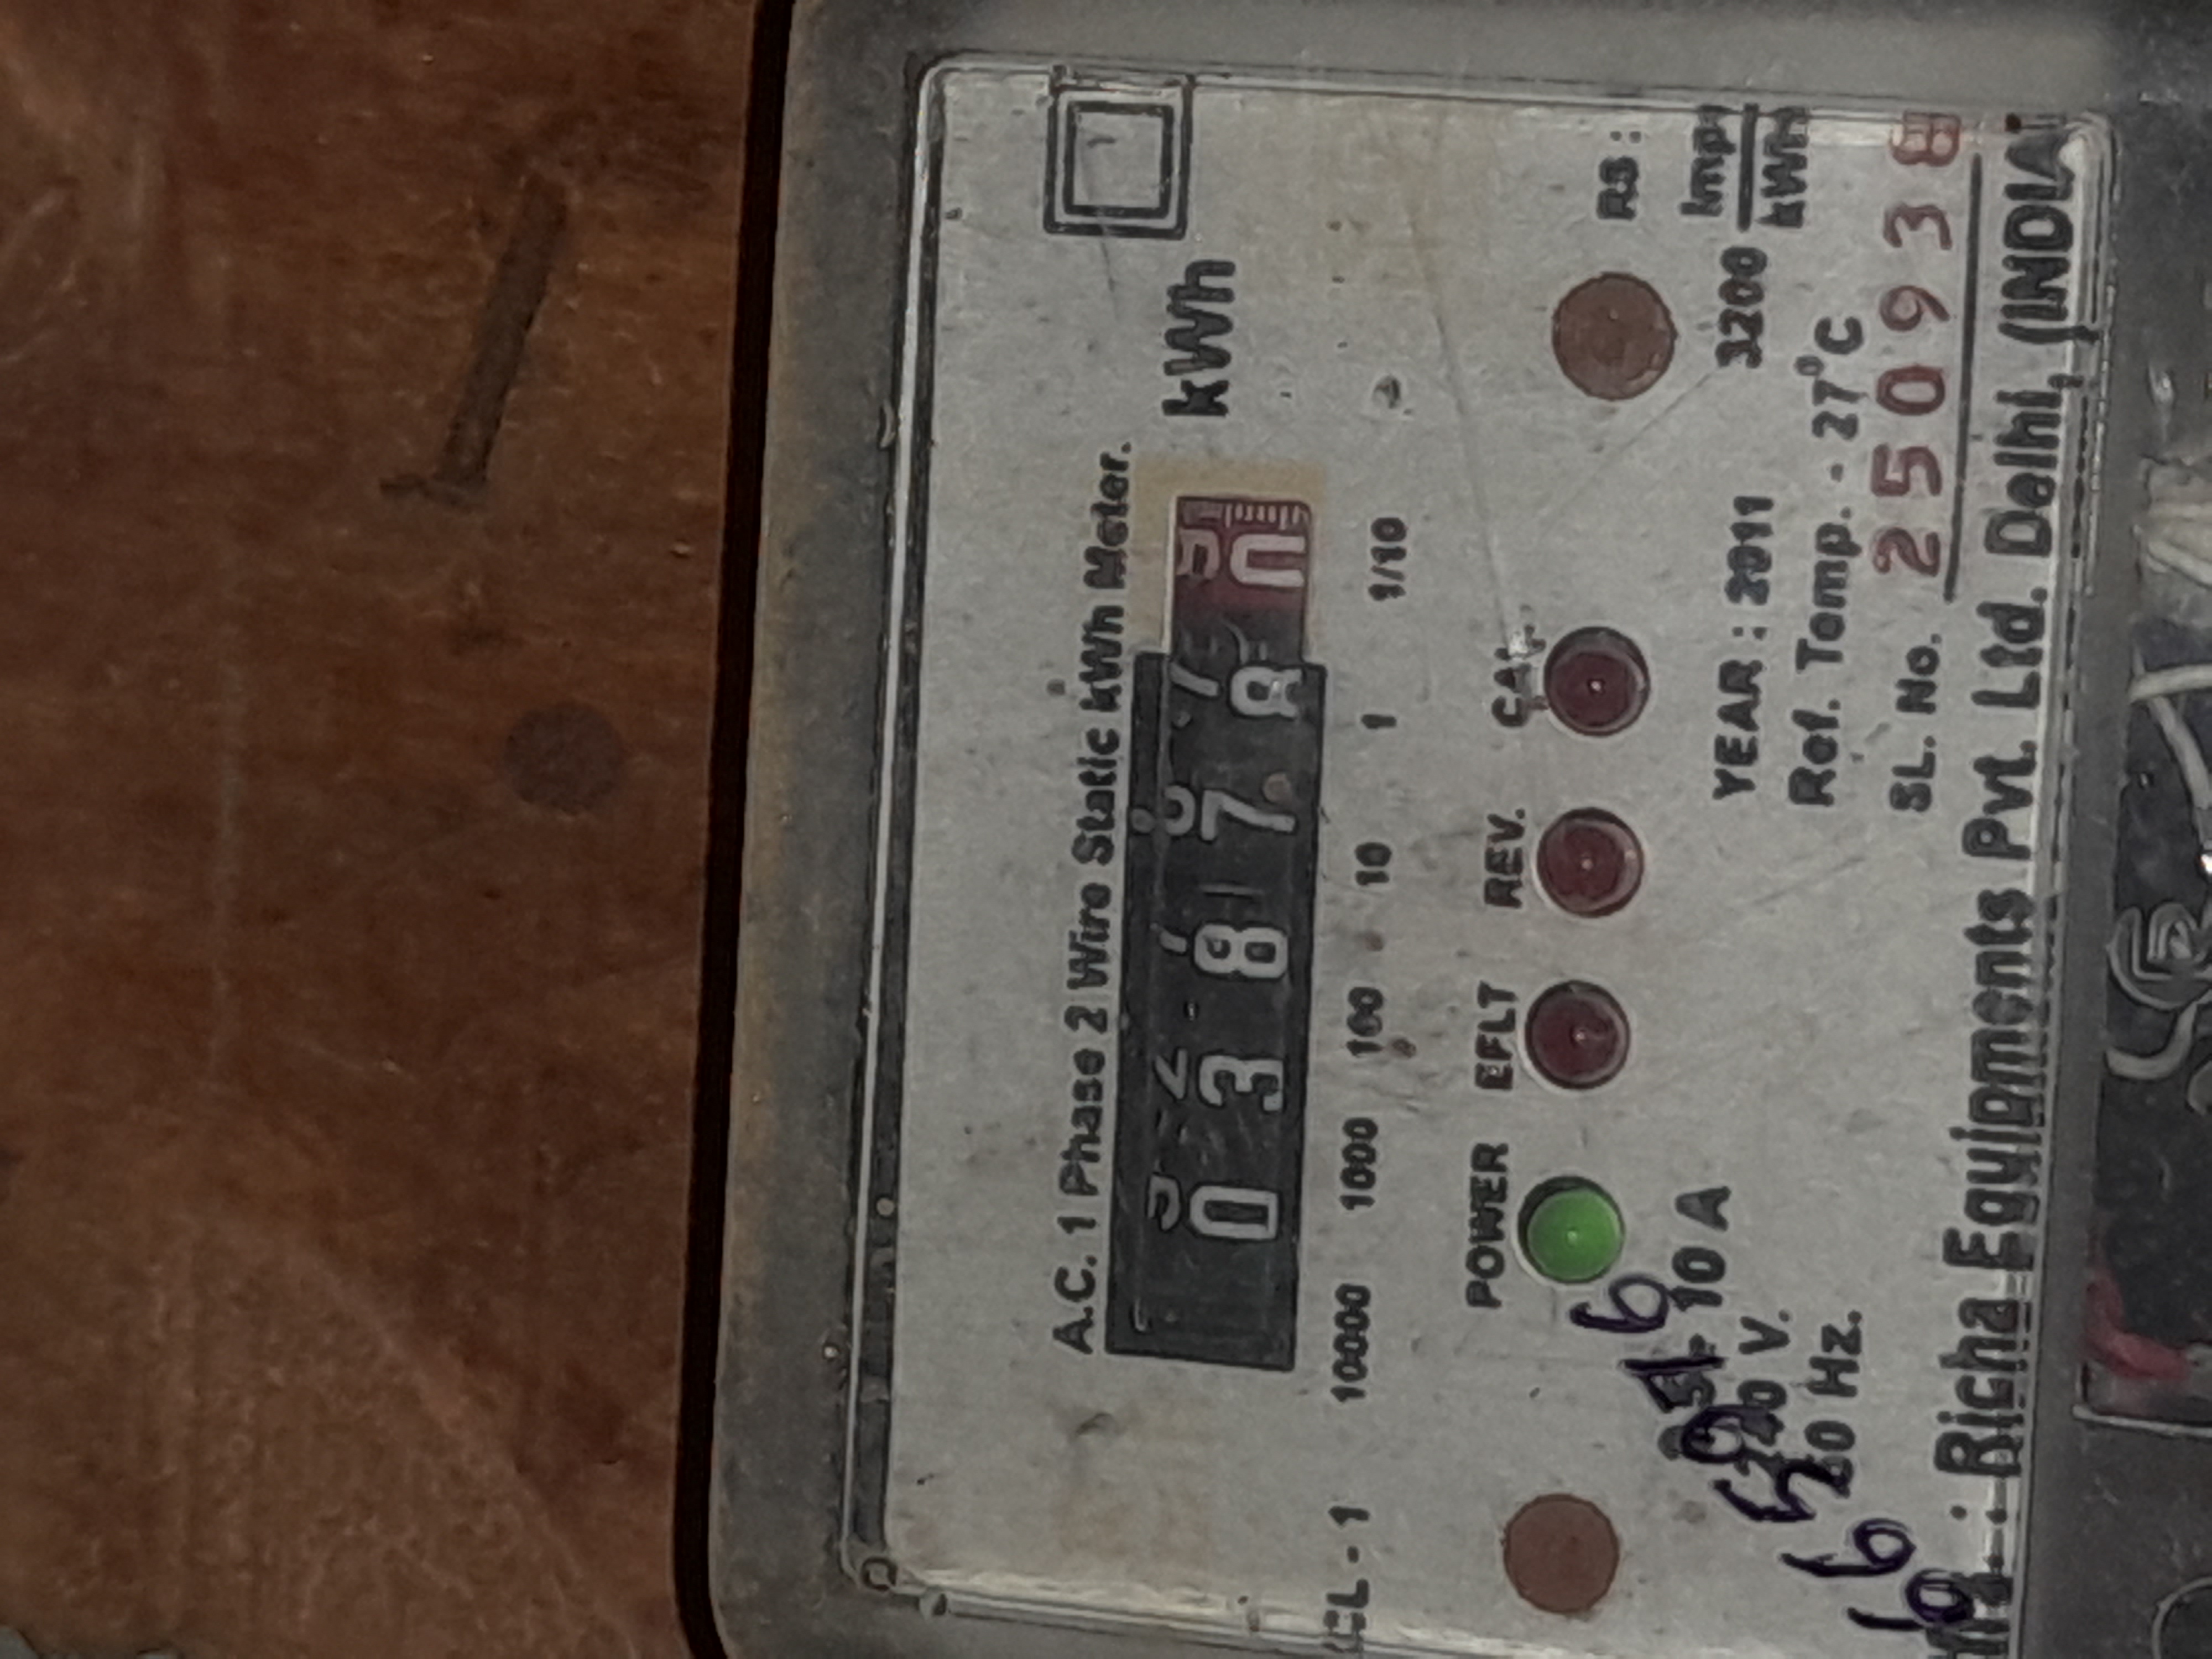 A.C. 1 Phase 2 Wire Static kWh Meter.
0 3 8 7 8 kWh
10000 1000 100 10 1 1/10
CL - 1
POWER EFLT REV. CAL. RS :
10 A
240 V.
50 Hz.
3200 Imp/kWh
YEAR : 2011
Ref. Temp. - 27°C
SL. No. 2509938
Richa Equipments Pvt. Ltd. Delhi, (INDIA)